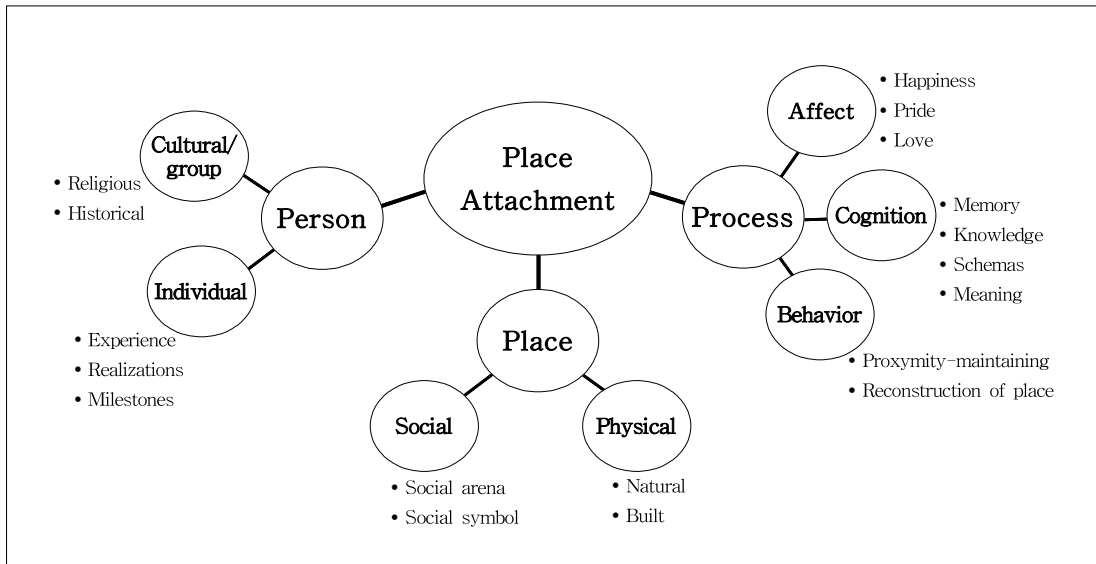 Place
Attachment
Person
Cultural/
group
• Religious
• Historical
Individual
• Experience
• Realizations
• Milestones
Place
Social
• Social arena
• Social symbol
Physical
• Natural
• Built
Process
Affect
• Happiness
• Pride
• Love
Cognition
• Memory
• Knowledge
• Schemas
• Meaning
Behavior
• Proxymity-maintaining
• Reconstruction of place